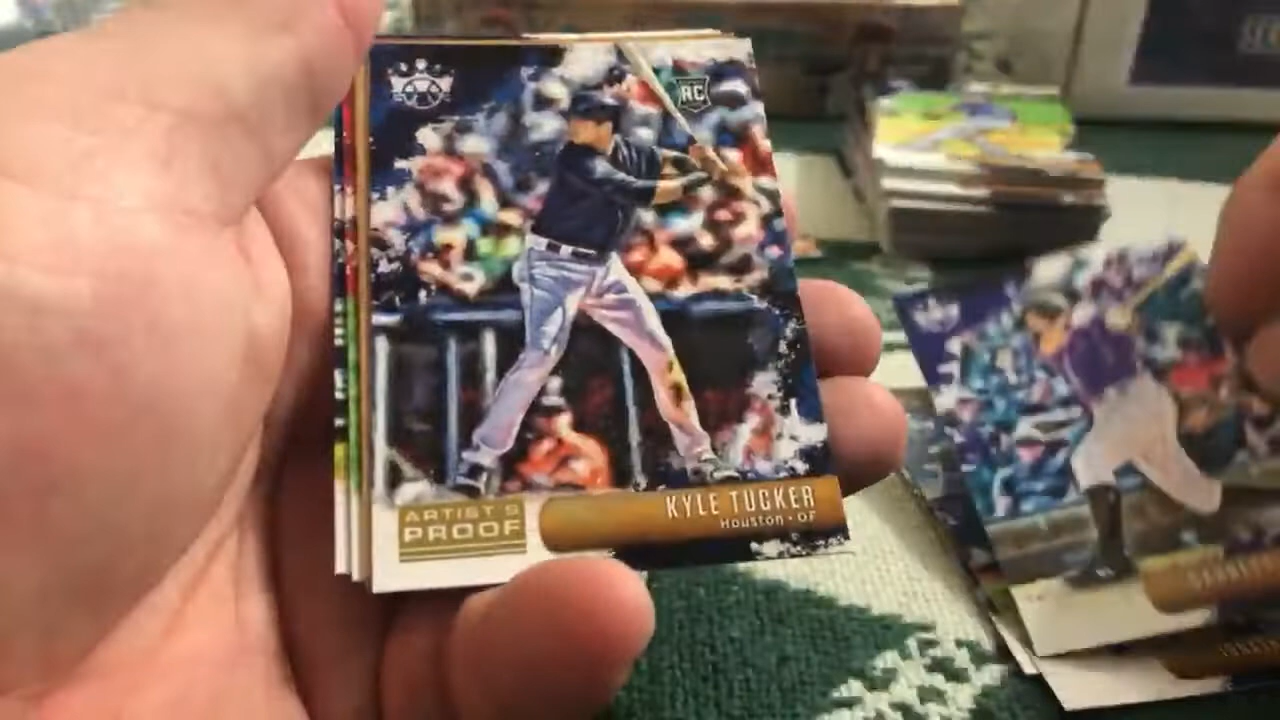 RC
ARTIST'S
PROOF
KYLE TUCKER
HOUSTON • OF